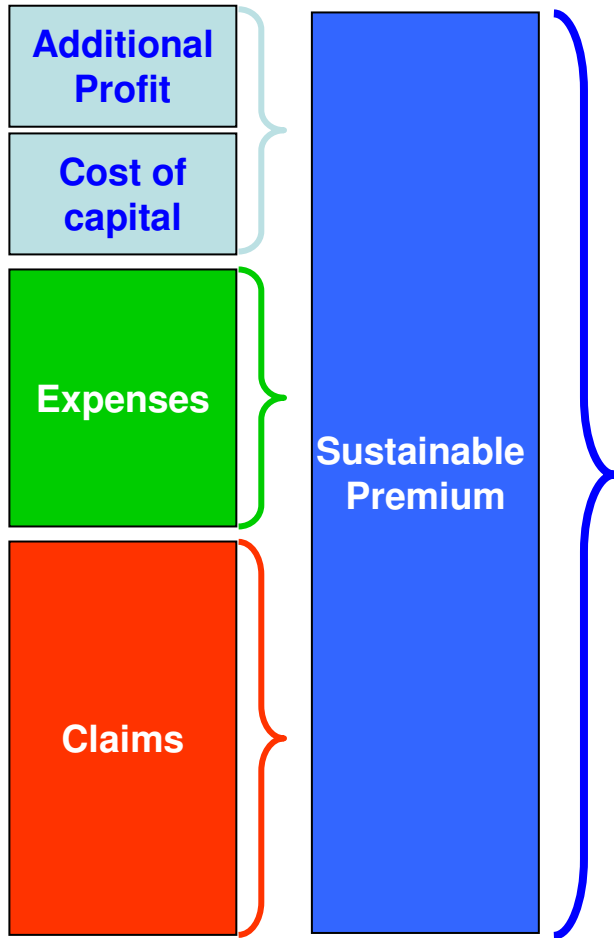 Additional
Profit
Cost of
capital
Expenses
Claims
Sustainable
Premium